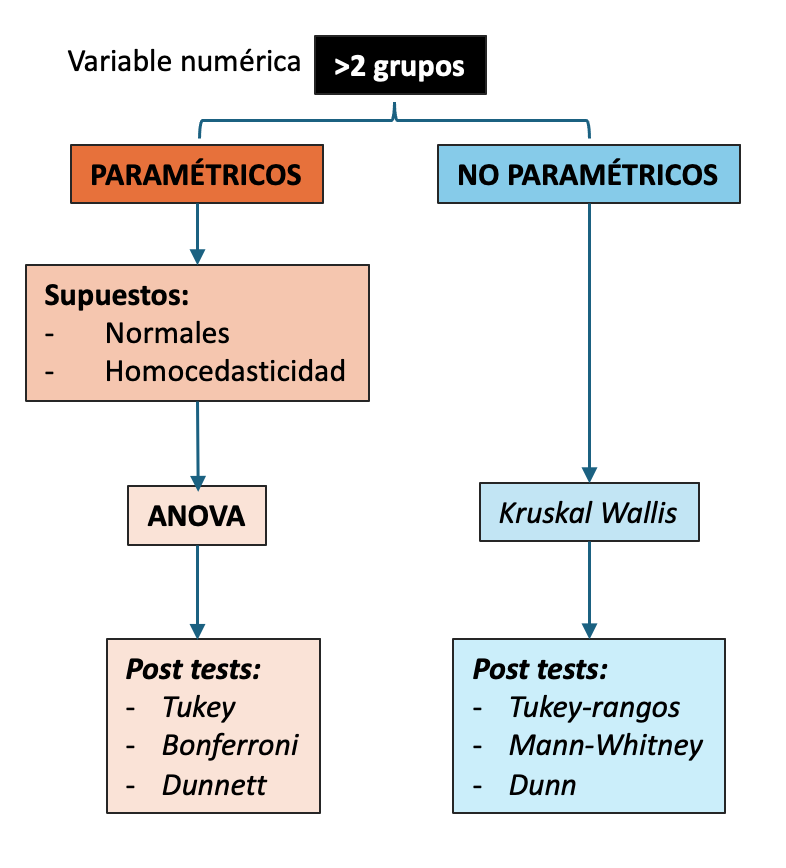 Variable numérica
>2 grupos
PARAMÉTRICOS
NO PARAMÉTRICOS
Supuestos:
- Normales
- Homocedasticidad
ANOVA
Kruskal Wallis
Post tests:
- Tukey
- Bonferroni
- Dunnett
Post tests:
- Tukey-rangos
- Mann-Whitney
- Dunn